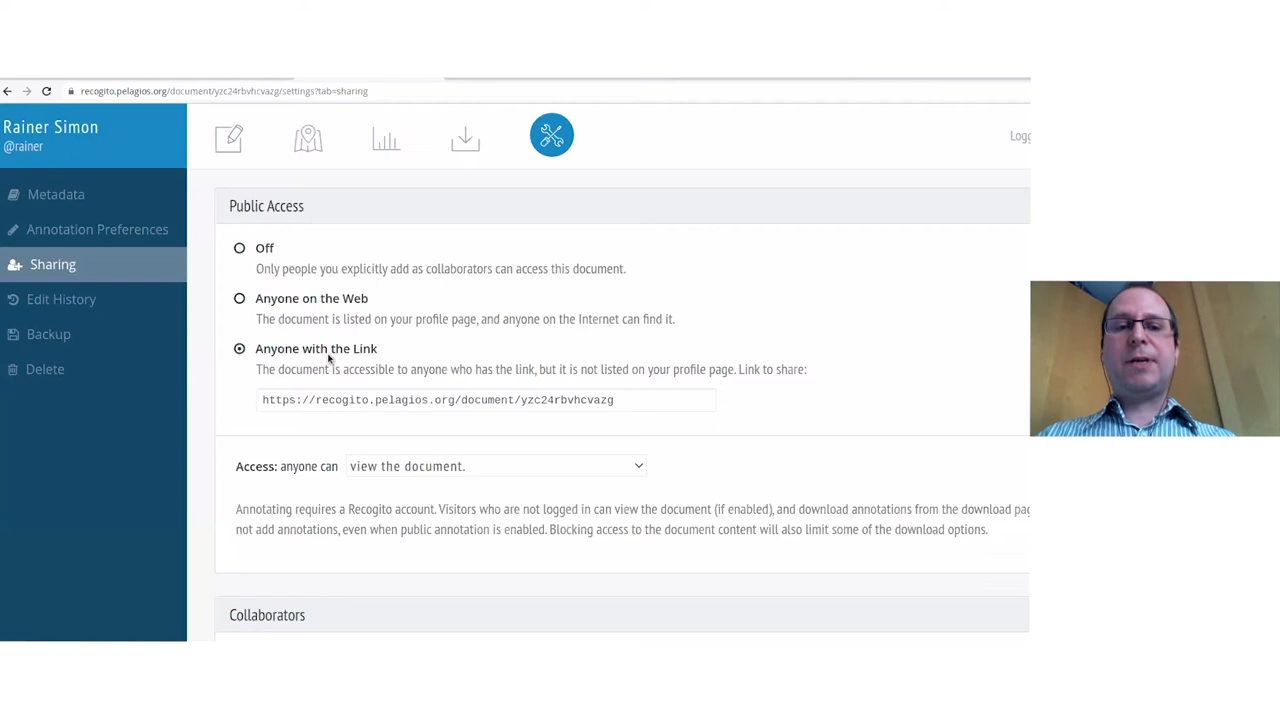 recogito.pelagios.org/document/yzc24rbvhcvazg/settings?tab=sharing
Rainer Simon
@rainer
Logg
Metadata
Annotation Preferences
Sharing
Edit History
Backup
Delete
Public Access
Off
Only people you explicitly add as collaborators can access this document.
Anyone on the Web
The document is listed on your profile page, and anyone on the Internet can find it.
Anyone with the Link
The document is accessible to anyone who has the link, but it is not listed on your profile page. Link to share:
https://recogito.pelagios.org/document/yzc24rbvhcvazg
Access: anyone can view the document.
Annotating requires a Recogito account. Visitors who are not logged in can view the document (if enabled), and download annotations from the download pag
not add annotations, even when public annotation is enabled. Blocking access to the document content will also limit some of the download options.
Collaborators